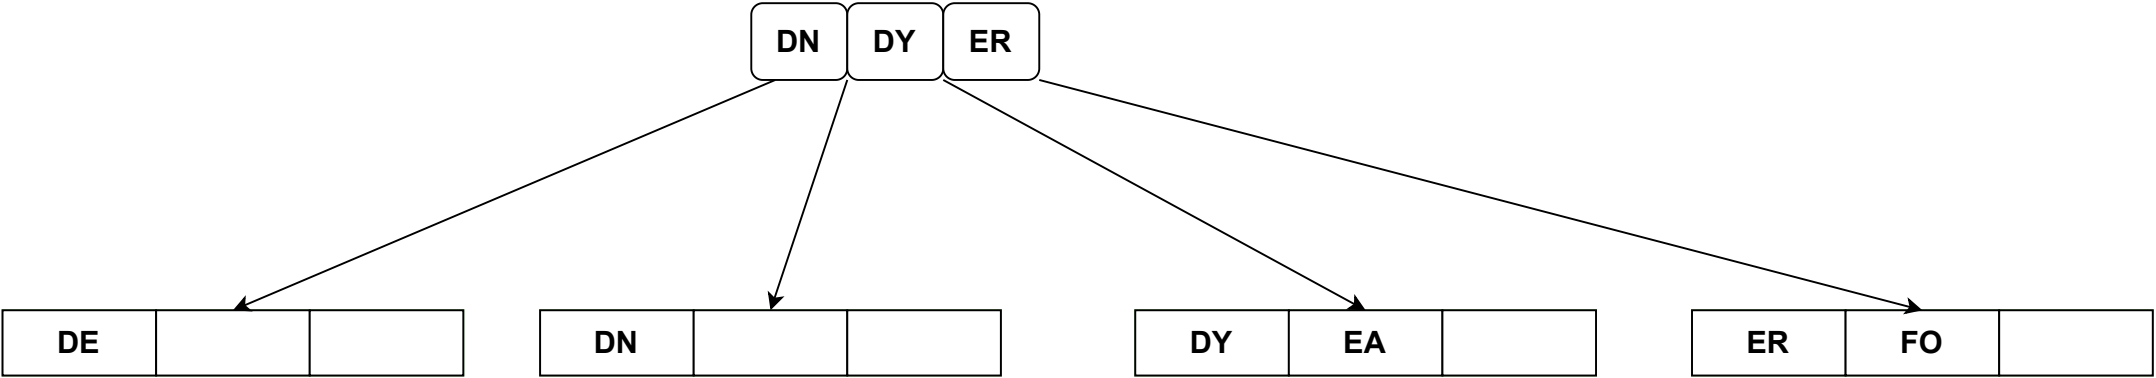 DN DY ER
DE DN DY EA ER FO